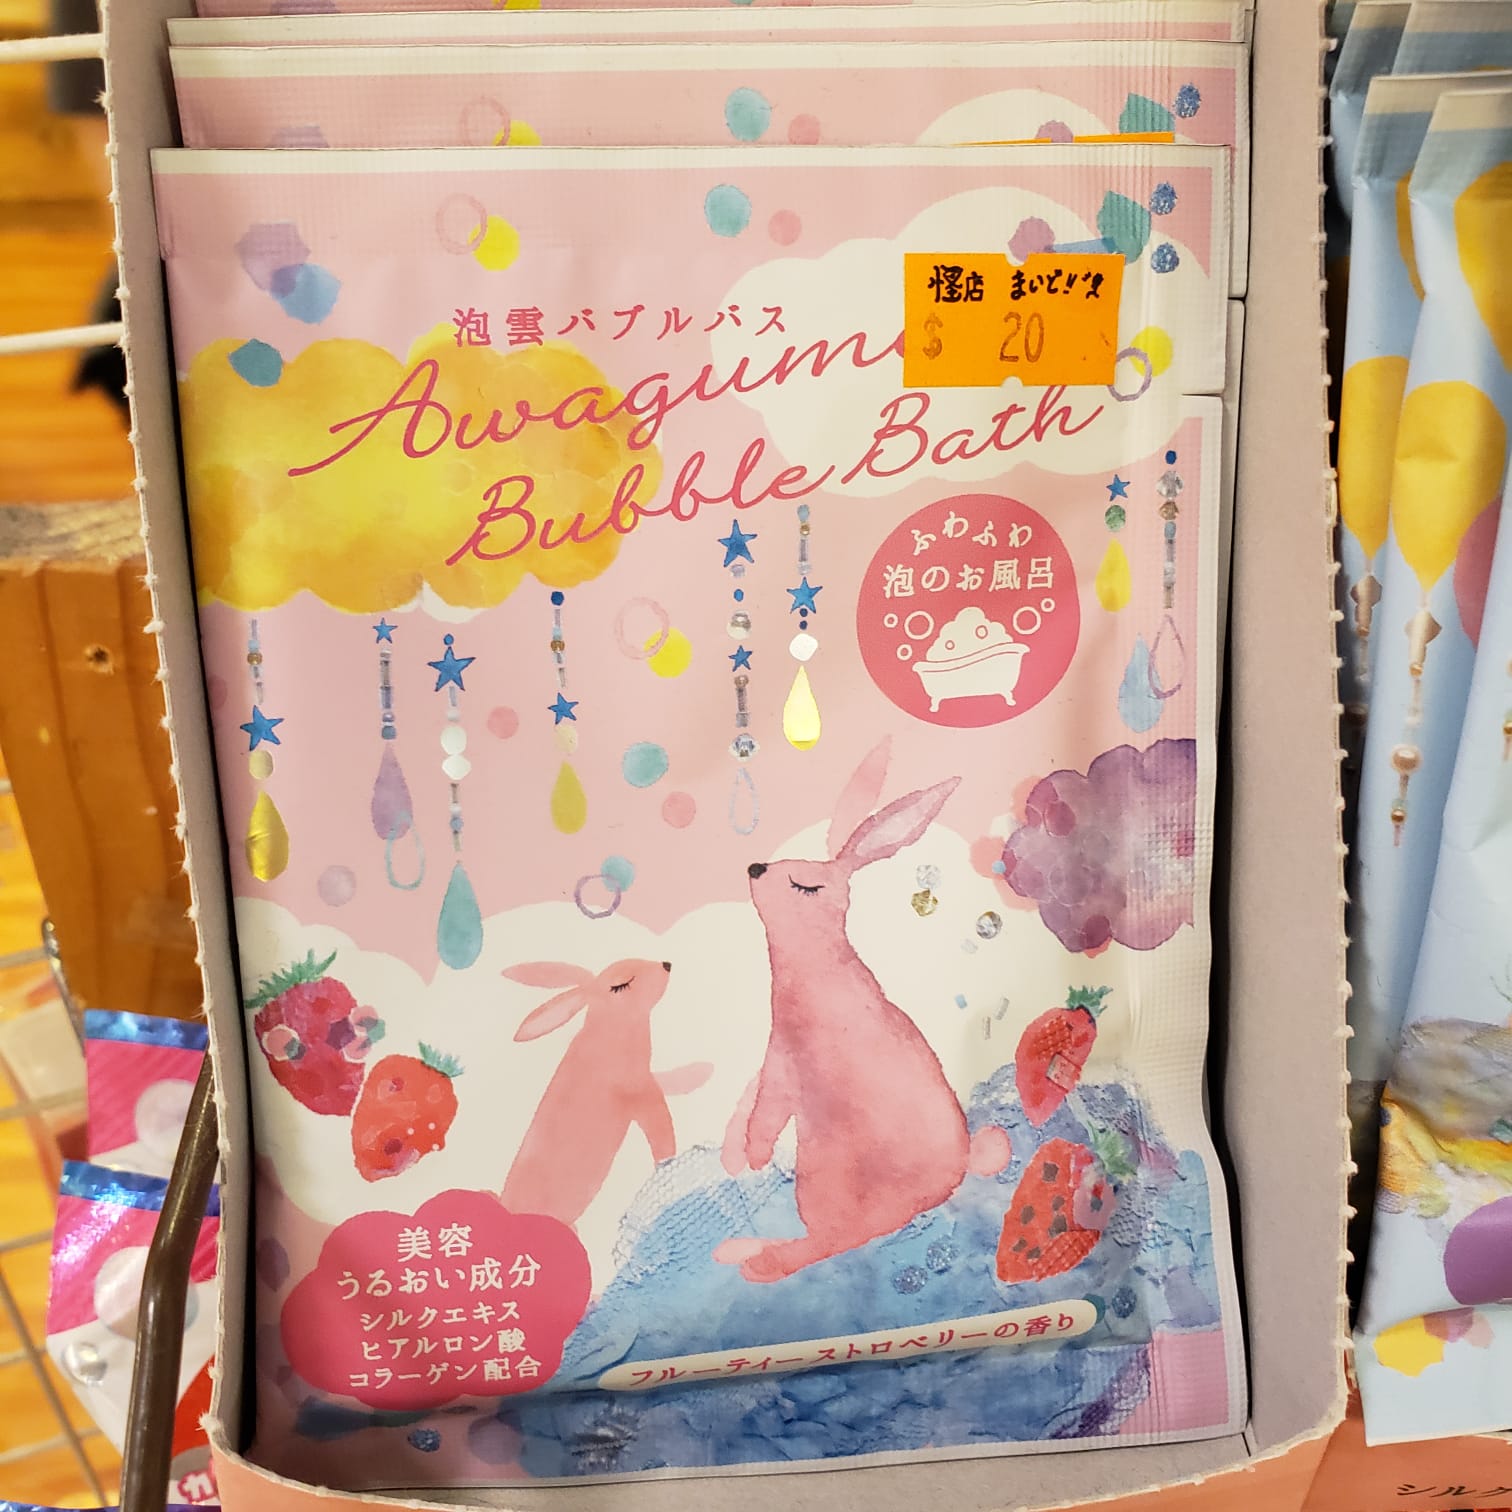 怪店 まいど!!
$ 20
泡雲バブルバス
Awagum
Bubble Bath
ふわふわ
泡のお風呂
美容
うるおい成分
シルクエキス
ヒアルロン酸
コラーゲン配合
フルーティーストロベリーの香り
シルク